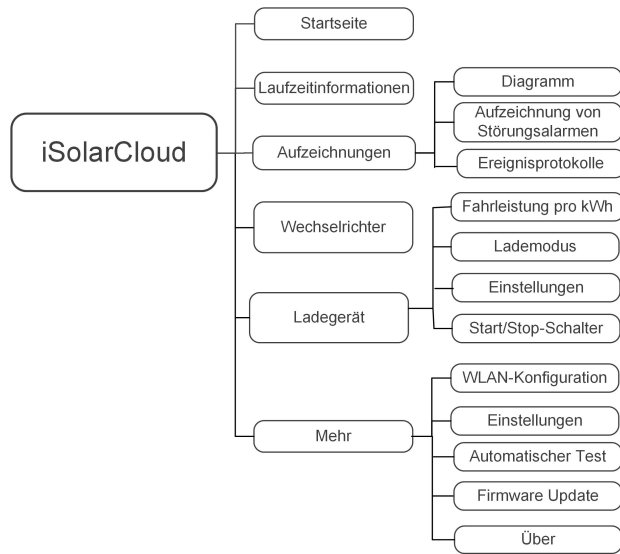 iSolarCloud
Startseite
Laufzeitinformationen
Aufzeichnungen
Diagramm
Aufzeichnung von
Störungsalarmen
Ereignisprotokolle
Wechselrichter
Ladegerät
Fahrleistung pro kWh
Lademodus
Einstellungen
Start/Stop-Schalter
Mehr
WLAN-Konfiguration
Einstellungen
Automatischer Test
Firmware Update
Über